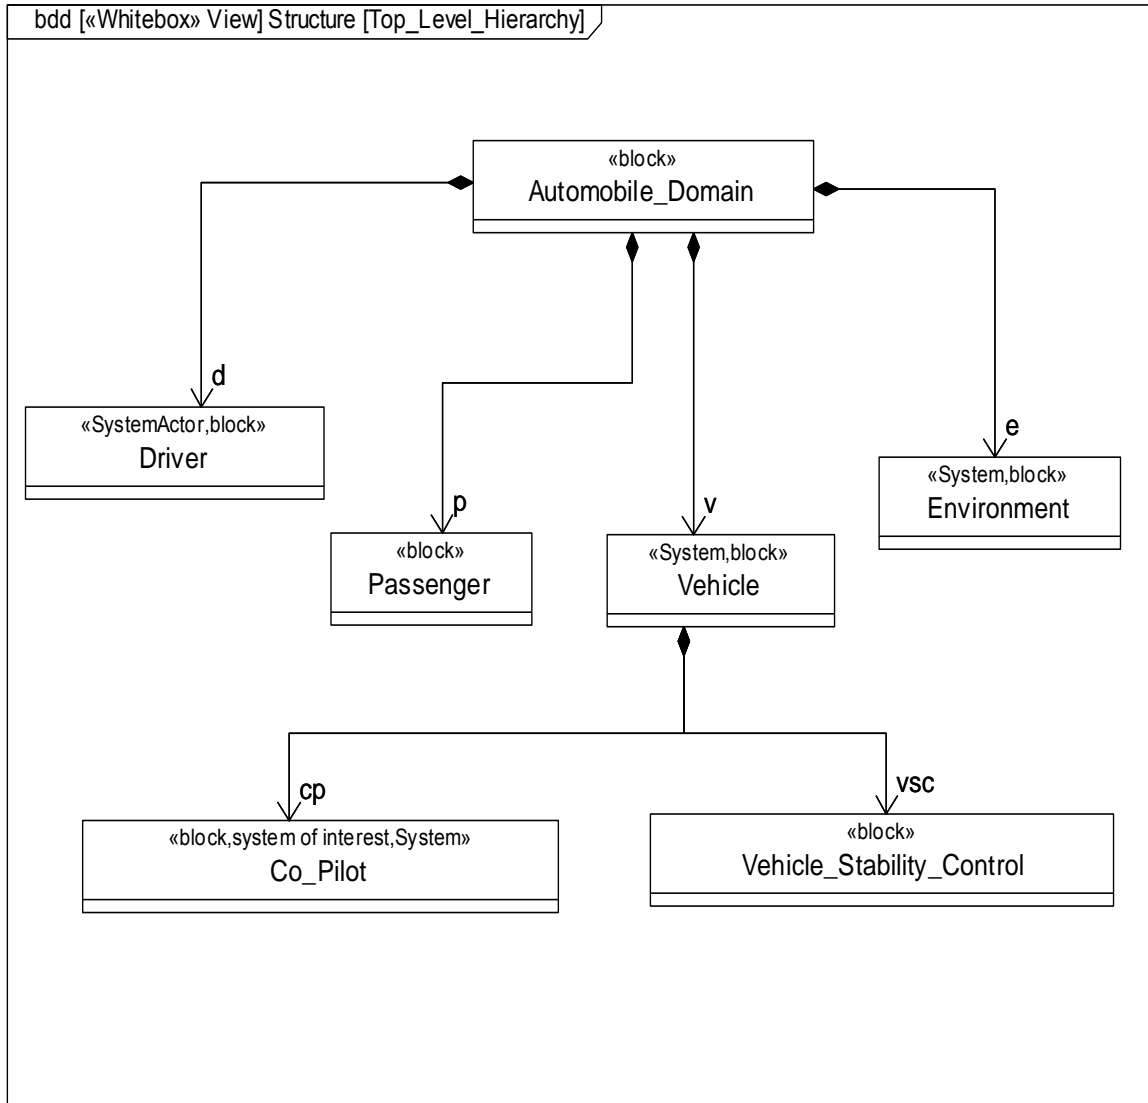 bdd [«Whitebox» View] Structure [Top_Level_Hierarchy]
«block»
Automobile_Domain
d
«SystemActor,block»
Driver
e
«System,block»
Environment
p
«block»
Passenger
v
«System,block»
Vehicle
cp
«block,system of interest,System»
Co_Pilot
vsc
«block»
Vehicle_Stability_Control